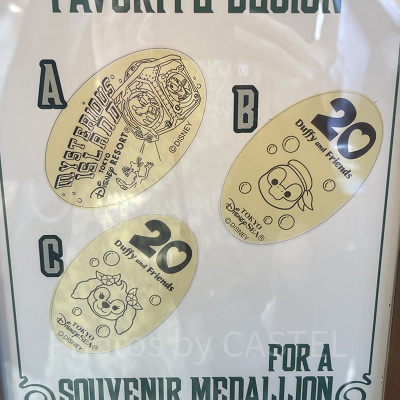 FAVORITE DESIGN
A
MYSTERIOUS
ISLAND
TOKYO
DISNEY RESORT
©DISNEY
B
20
Duffy and Friends
TOKYO
DISNEYSEA®
©DISNEY
C
20
Duffy and Friends
TOKYO
DISNEYSEA®
©DISNEY
Photos by CASTEL
FOR A
SOUVENIR MEDALLION